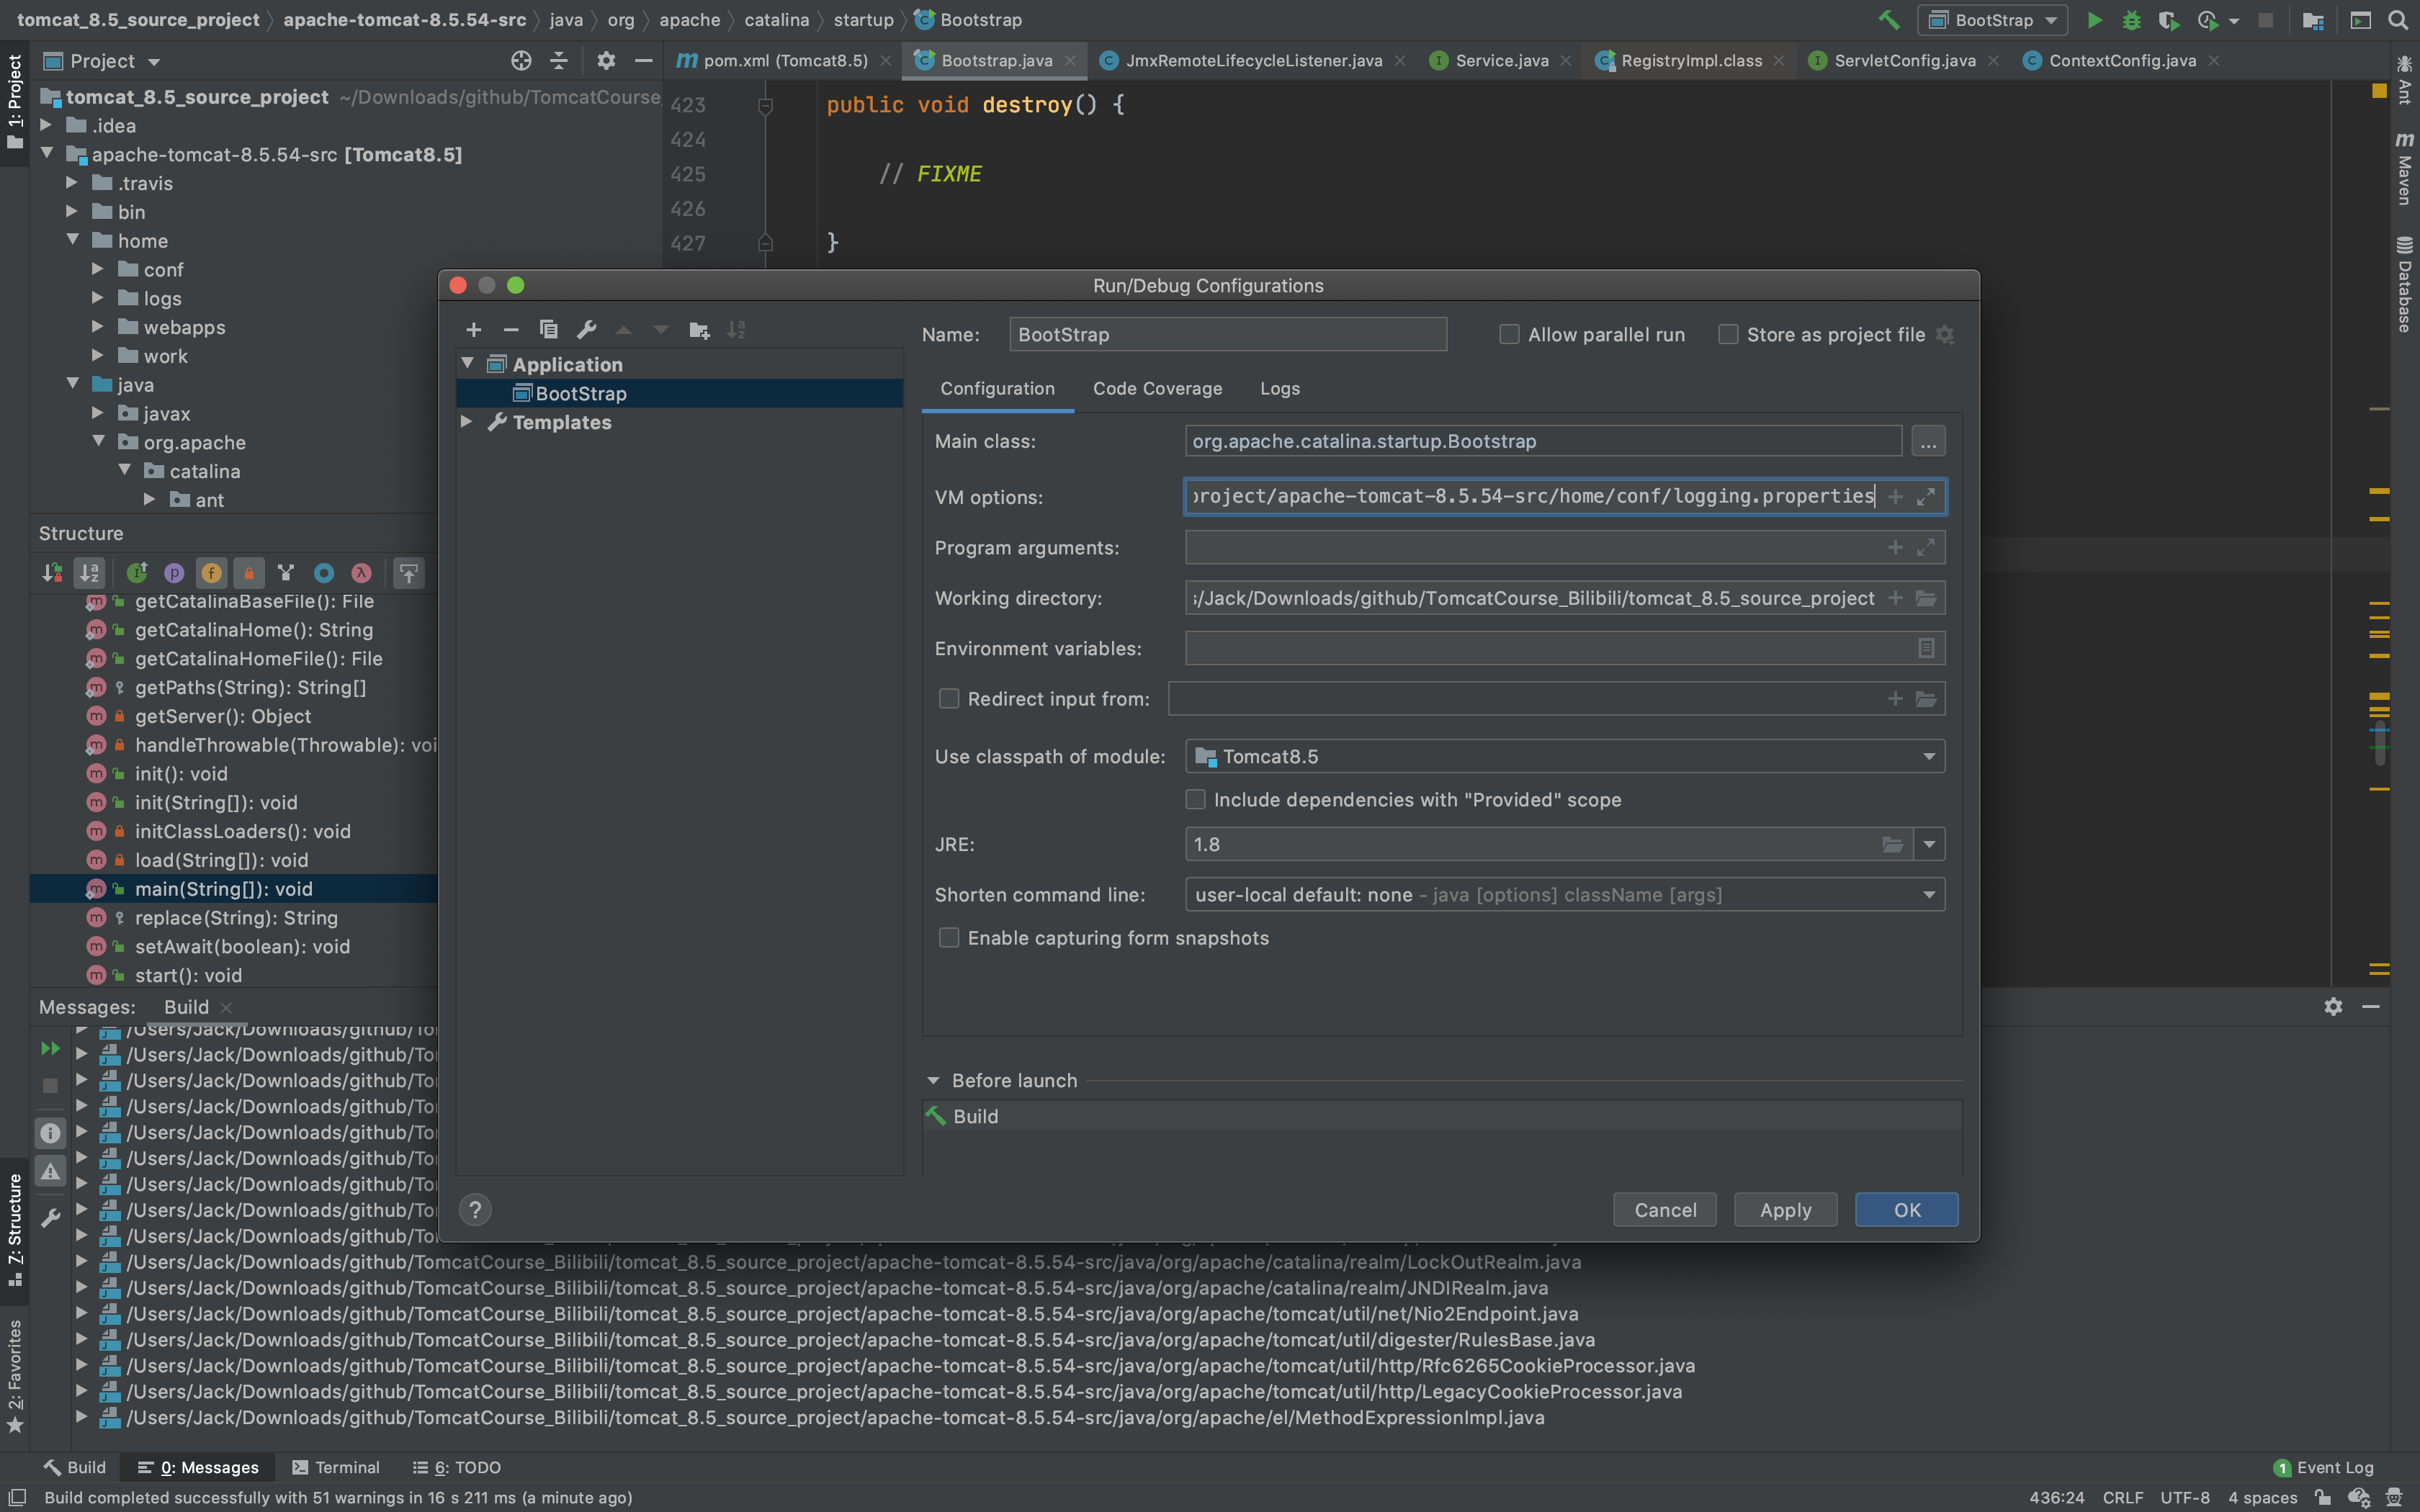 tomcat_8.5_source_project 〉 apache-tomcat-8.5.54-src 〉 java 〉 org 〉 apache 〉 catalina 〉 startup 〉 Bootstrap
BootStrap
Project
pom.xml (Tomcat8.5)
Bootstrap.java
JmxRemoteLifecycleListener.java
Service.java
RegistryImpl.class
ServletConfig.java
ContextConfig.java
1: Project
Z: Structure
2: Favorites
Ant
Maven
Database
tomcat_8.5_source_project ~/Downloads/github/TomcatCourse_
.idea
apache-tomcat-8.5.54-src [Tomcat8.5]
.travis
bin
home
conf
logs
webapps
work
java
javax
org.apache
catalina
ant
423 public void destroy() {
424
425 // FIXME
426
427 }
Structure
getCatalinaBaseFile(): File
getCatalinaHome(): String
getCatalinaHomeFile(): File
getPaths(String): String[]
getServer(): Object
handleThrowable(Throwable): voi
init(): void
init(String[]): void
initClassLoaders(): void
load(String[]): void
main(String[]): void
replace(String): String
setAwait(boolean): void
start(): void
Run/Debug Configurations
Application
BootStrap
Templates
Name: BootStrap
Allow parallel run
Store as project file
Configuration
Code Coverage
Logs
Main class: org.apache.catalina.startup.Bootstrap ...
VM options: project/apache-tomcat-8.5.54-src/home/conf/logging.properties
Program arguments:
Working directory: s/Jack/Downloads/github/TomcatCourse_Bilibili/tomcat_8.5_source_project
Environment variables:
Redirect input from:
Use classpath of module: Tomcat8.5
Include dependencies with "Provided" scope
JRE: 1.8
Shorten command line: user-local default: none - java [options] className [args]
Enable capturing form snapshots
Before launch
Build
?
Cancel
Apply
OK
Messages: Build
/Users/Jack/Downloads/github/To
/Users/Jack/Downloads/github/To
/Users/Jack/Downloads/github/To
/Users/Jack/Downloads/github/To
/Users/Jack/Downloads/github/To
/Users/Jack/Downloads/github/To
/Users/Jack/Downloads/github/To
/Users/Jack/Downloads/github/To
/Users/Jack/Downloads/github/TomcatCourse_Bilibili/tomcat_8.5_source_project/apache-tomcat-8.5.54-src/java/org/apache/catalina/realm/LockOutRealm.java
/Users/Jack/Downloads/github/TomcatCourse_Bilibili/tomcat_8.5_source_project/apache-tomcat-8.5.54-src/java/org/apache/catalina/realm/JNDIRealm.java
/Users/Jack/Downloads/github/TomcatCourse_Bilibili/tomcat_8.5_source_project/apache-tomcat-8.5.54-src/java/org/apache/tomcat/util/net/Nio2Endpoint.java
/Users/Jack/Downloads/github/TomcatCourse_Bilibili/tomcat_8.5_source_project/apache-tomcat-8.5.54-src/java/org/apache/tomcat/util/digester/RulesBase.java
/Users/Jack/Downloads/github/TomcatCourse_Bilibili/tomcat_8.5_source_project/apache-tomcat-8.5.54-src/java/org/apache/tomcat/util/http/Rfc6265CookieProcessor.java
/Users/Jack/Downloads/github/TomcatCourse_Bilibili/tomcat_8.5_source_project/apache-tomcat-8.5.54-src/java/org/apache/tomcat/util/http/LegacyCookieProcessor.java
/Users/Jack/Downloads/github/TomcatCourse_Bilibili/tomcat_8.5_source_project/apache-tomcat-8.5.54-src/java/org/apache/el/MethodExpressionImpl.java
Build
0: Messages
Terminal
6: TODO
1 Event Log
Build completed successfully with 51 warnings in 16 s 211 ms (a minute ago)
436:24 CRLF UTF-8 4 spaces